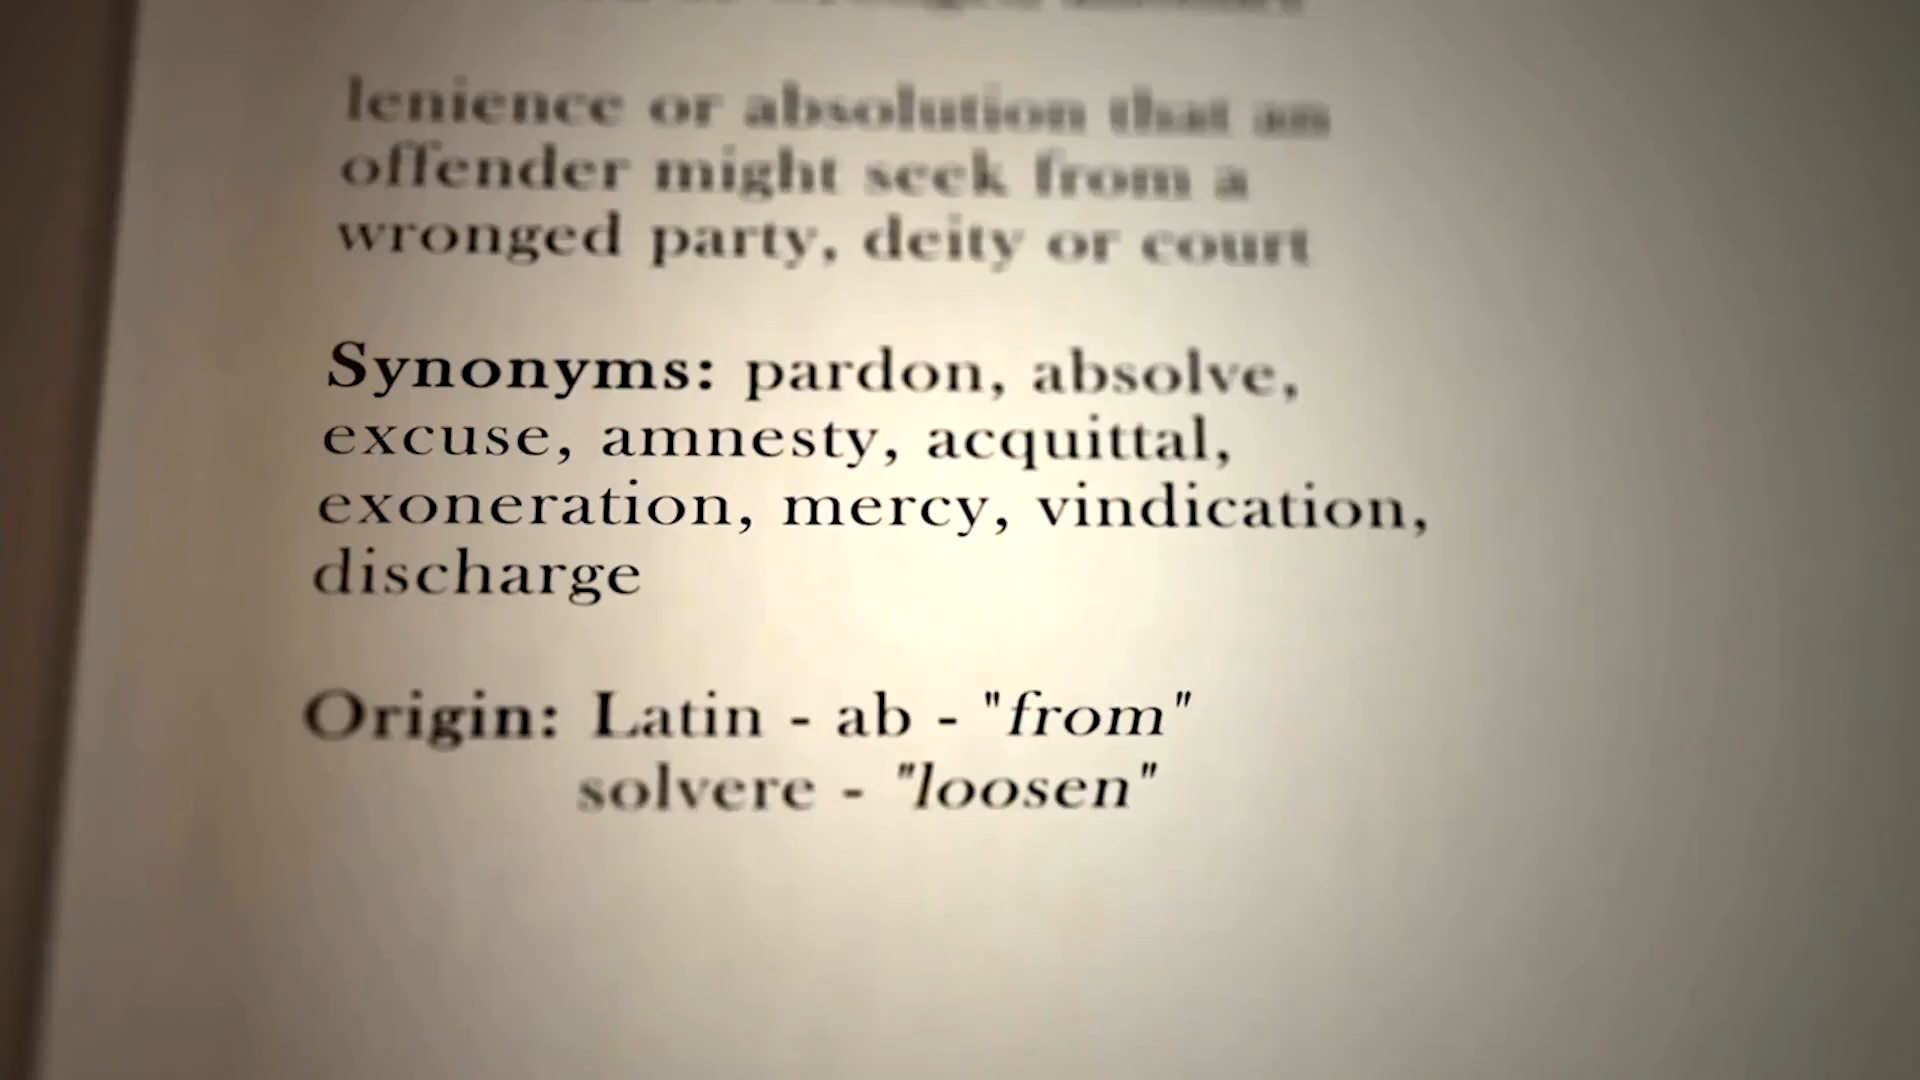 lenience or absolution that an
offender might seek from a
wronged party, deity or court
Synonyms: pardon, absolve,
excuse, amnesty, acquittal,
exoneration, mercy, vindication,
discharge
Origin: Latin - ab - "from"
solvere - "loosen"